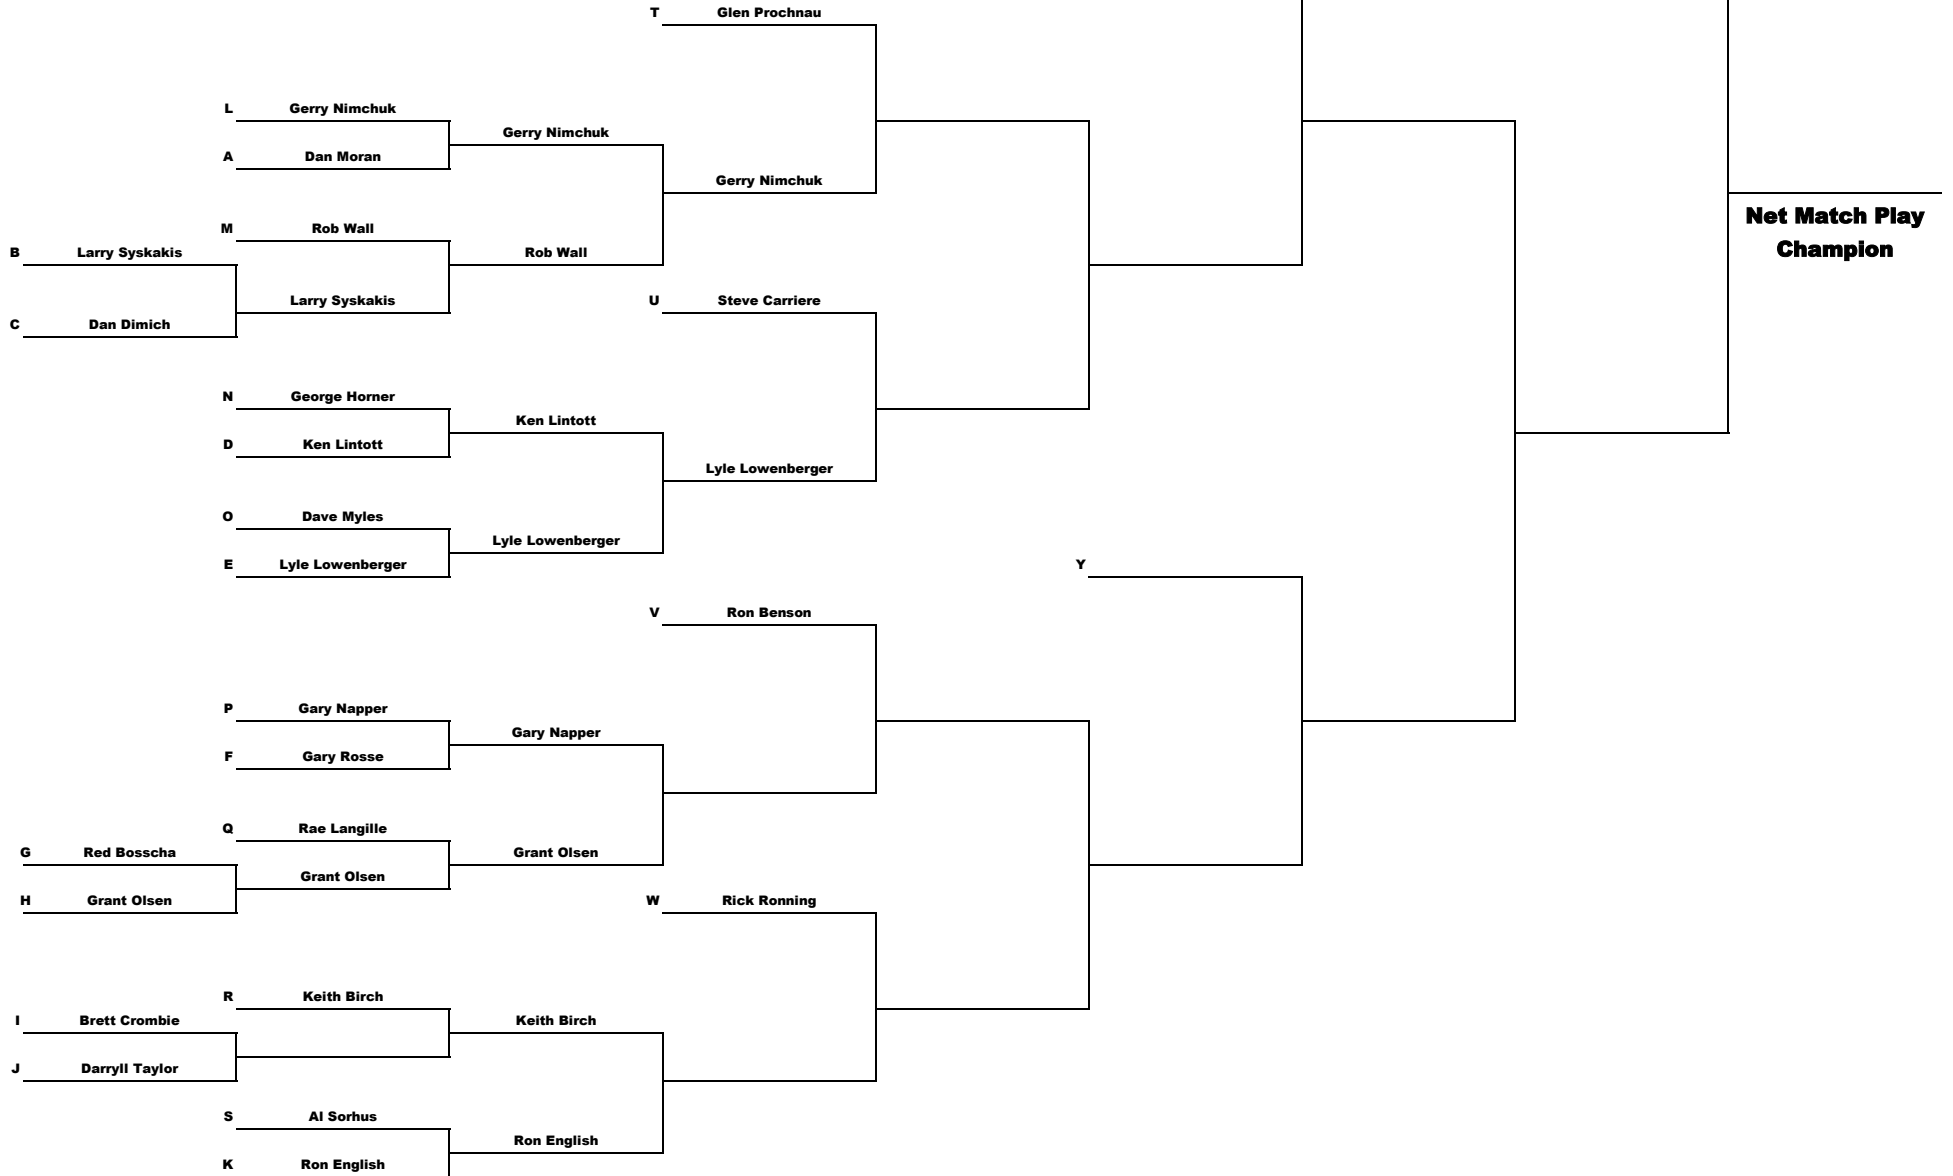 T Glen Prochnau
L Gerry Nimchuk
Gerry Nimchuk
A Dan Moran
Gerry Nimchuk
Net Match Play
Champion
M Rob Wall
B Larry Syskakis
Rob Wall
Larry Syskakis
U Steve Carriere
C Dan Dimich
N George Horner
Ken Lintott
D Ken Lintott
Lyle Lowenberger
O Dave Myles
Lyle Lowenberger
E Lyle Lowenberger
Y
V Ron Benson
P Gary Napper
Gary Napper
F Gary Rosse
Q Rae Langille
G Red Bosscha
Grant Olsen
Grant Olsen
H Grant Olsen
W Rick Ronning
R Keith Birch
I Brett Crombie
Keith Birch
J Darryll Taylor
S Al Sorhus
Ron English
K Ron English